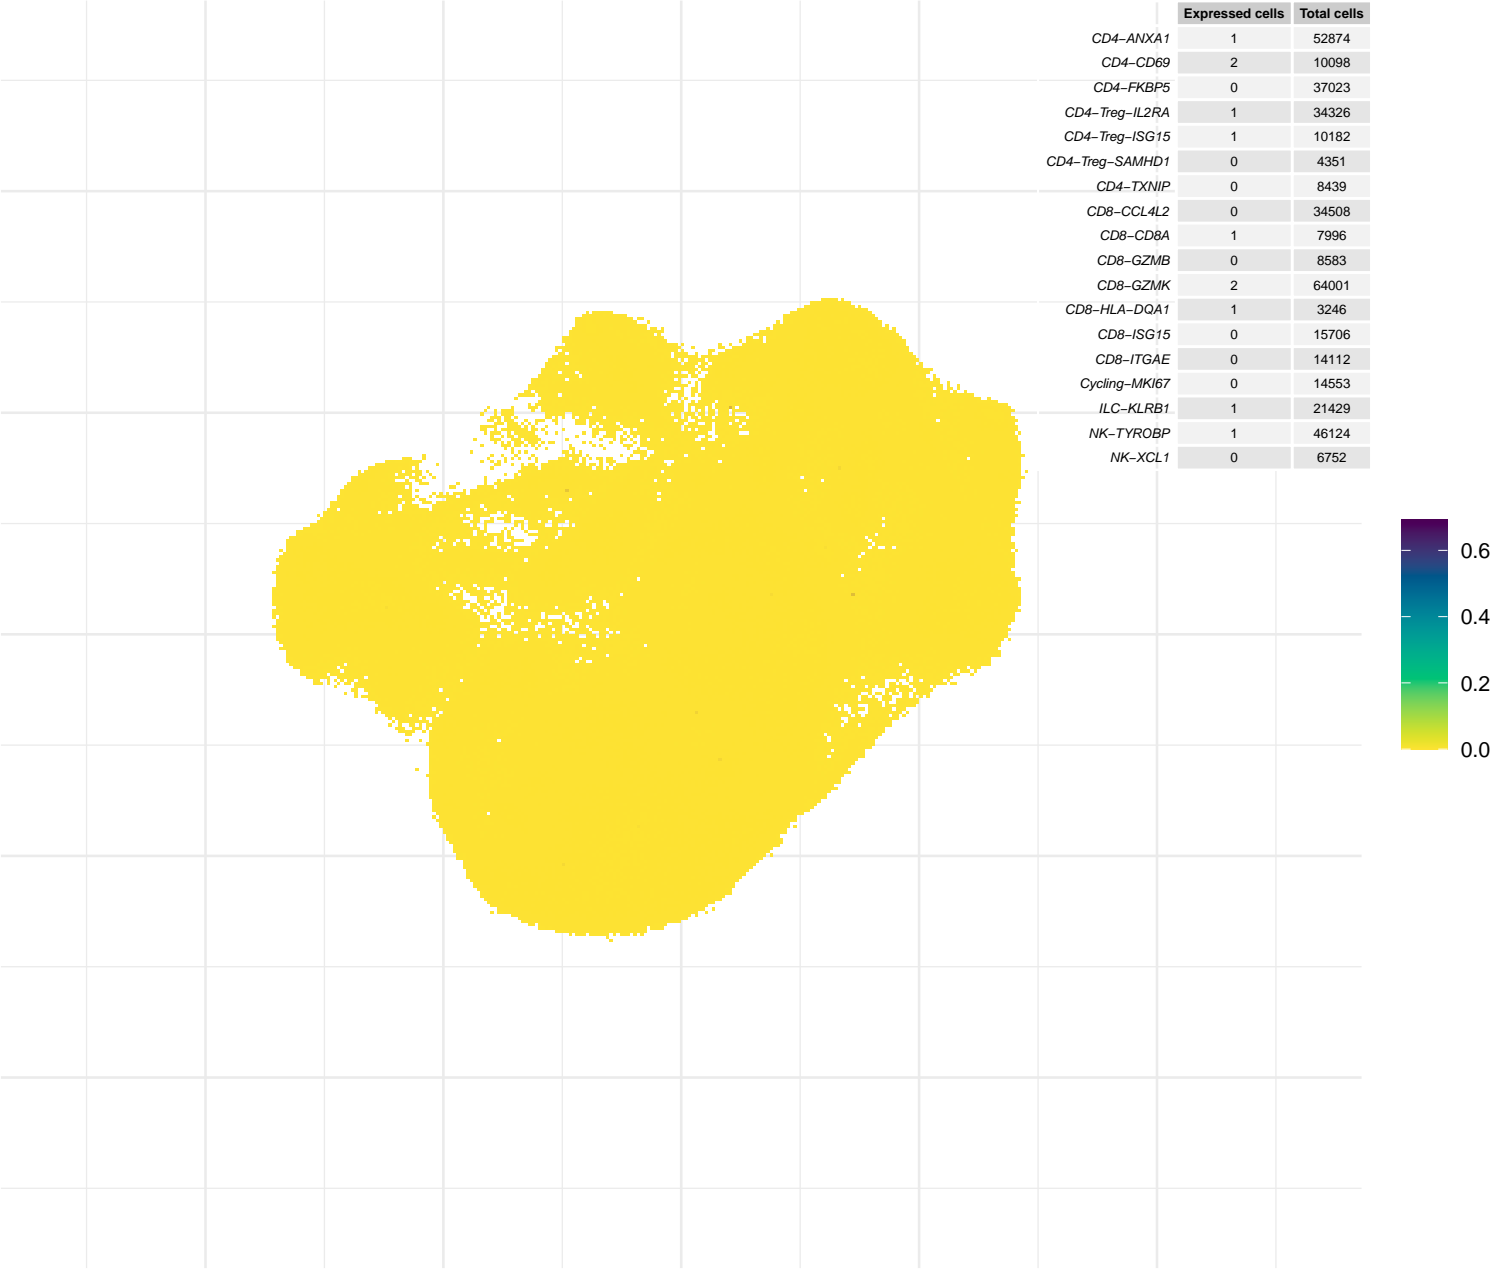 Expressed cells Total cells
CD4−ANXA1 1 52874
CD4−CD69 2 10098
CD4−FKBP5 0 37023
CD4−Treg−IL2RA 1 34326
CD4−Treg−ISG15 1 10182
CD4−Treg−SAMHD1 0 4351
CD4−TXNIP 0 8439
CD8−CCL4L2 0 34508
CD8−CD8A 1 7996
CD8−GZMB 0 8583
CD8−GZMK 2 64001
CD8−HLA−DQA1 1 3246
CD8−ISG15 0 15706
CD8−ITGAE 0 14112
Cycling−MKI67 0 14553
ILC−KLRB1 1 21429
NK−TYROBP 1 46124
NK−XCL1 0 6752
0.6
0.4
0.2
0.0